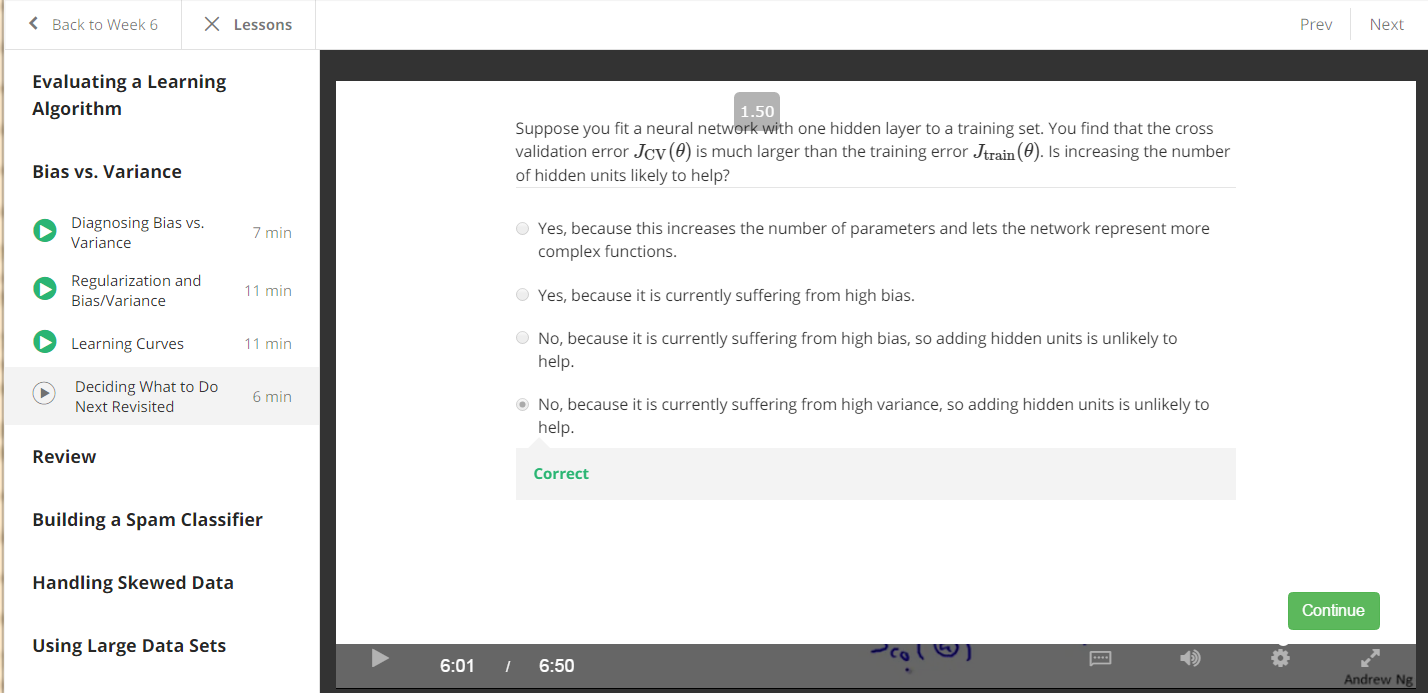 Back to Week 6
Lessons
Prev
Next
Evaluating a Learning
Algorithm
Bias vs. Variance
Diagnosing Bias vs.
Variance
7 min
Regularization and
Bias/Variance
11 min
Learning Curves
11 min
Deciding What to Do
Next Revisited
6 min
Review
Building a Spam Classifier
Handling Skewed Data
Using Large Data Sets
1.50
Suppose you fit a neural network with one hidden layer to a training set. You find that the cross
validation error J_CV(θ) is much larger than the training error J_train(θ). Is increasing the number
of hidden units likely to help?
Yes, because this increases the number of parameters and lets the network represent more
complex functions.
Yes, because it is currently suffering from high bias.
No, because it is currently suffering from high bias, so adding hidden units is unlikely to
help.
No, because it is currently suffering from high variance, so adding hidden units is unlikely to
help.
Correct
Continue
6:01 / 6:50
Andrew Ng